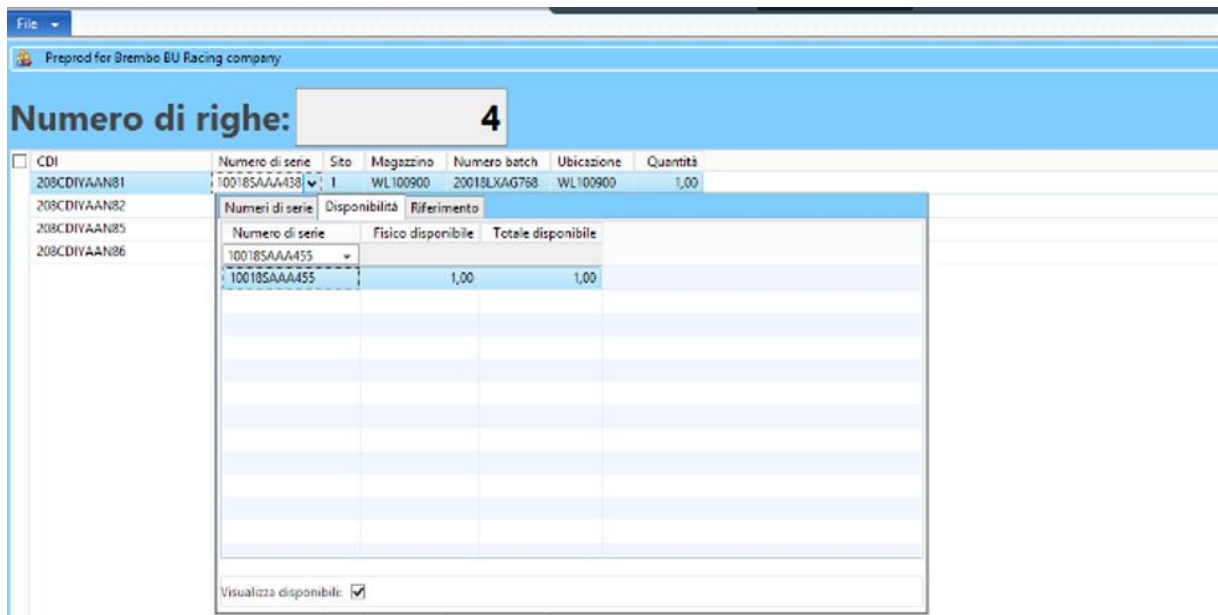 File
Preprod for Brembo BU Racing company
Numero di righe: 4
CDI Numero di serie Sito Magazzino Numero batch Ubicazione Quantità
208CDIYAAN81 10018SAAA438 1 WL100900 20018LXAG768 WL100900 1,00
208CDIYAAN82
208CDIYAAN85
208CDIYAAN86
Numeri di serie Disponibilità Riferimento
Numero di serie Fisico disponibile Totale disponibile
10018SAAA455
10018SAAA455 1,00 1,00
Visualizza disponibili: